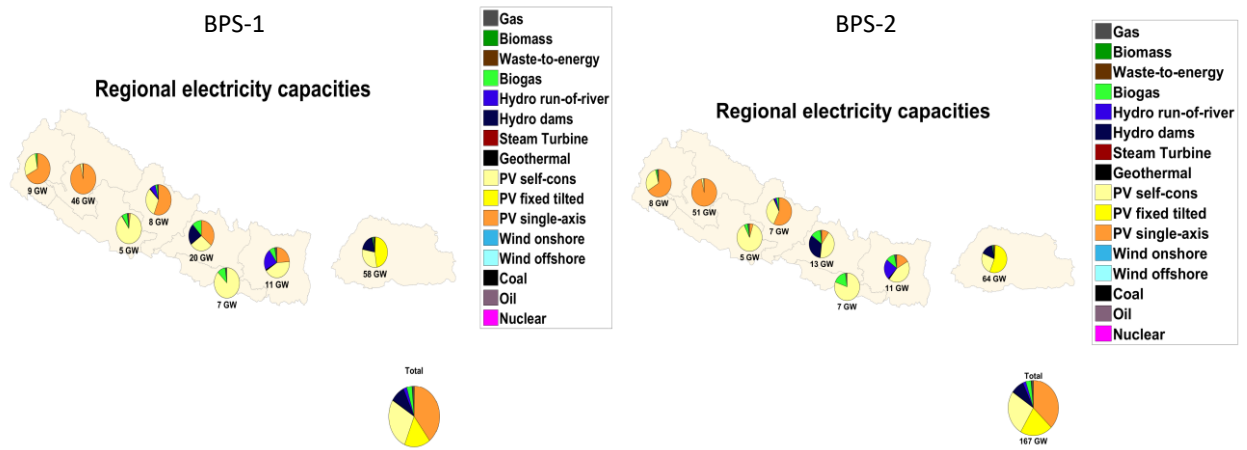 BPS-1
Regional electricity capacities
9 GW
46 GW
8 GW
5 GW
20 GW
11 GW
7 GW
58 GW
Total
Gas
Biomass
Waste-to-energy
Biogas
Hydro run-of-river
Hydro dams
Steam Turbine
Geothermal
PV self-cons
PV fixed tilted
PV single-axis
Wind onshore
Wind offshore
Coal
Oil
Nuclear
BPS-2
Regional electricity capacities
8 GW
51 GW
7 GW
5 GW
13 GW
11 GW
7 GW
64 GW
Total
167 GW
Gas
Biomass
Waste-to-energy
Biogas
Hydro run-of-river
Hydro dams
Steam Turbine
Geothermal
PV self-cons
PV fixed tilted
PV single-axis
Wind onshore
Wind offshore
Coal
Oil
Nuclear